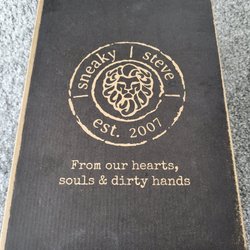 sneaky | steve
est. 2007
From our hearts,
souls & dirty hands